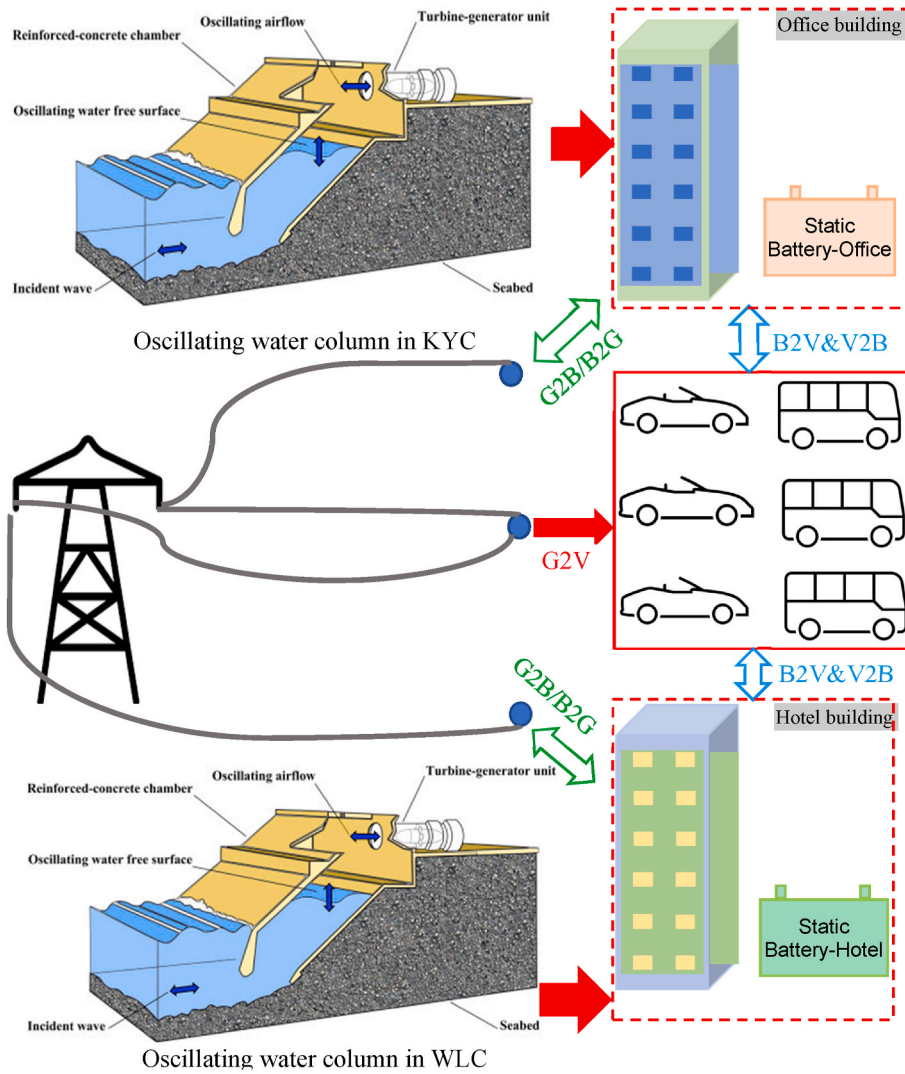 Oscillating airflow
Turbine-generator unit
Reinforced-concrete chamber
Oscillating water free surface
Incident wave
Seabed
Oscillating water column in KYC
Office building
Static
Battery-Office
G2B/B2G
B2V&V2B
G2V
B2V&V2B
G2B/B2G
Hotel building
Static
Battery-Hotel
Oscillating airflow
Turbine-generator unit
Reinforced-concrete chamber
Oscillating water free surface
Incident wave
Seabed
Oscillating water column in WLC